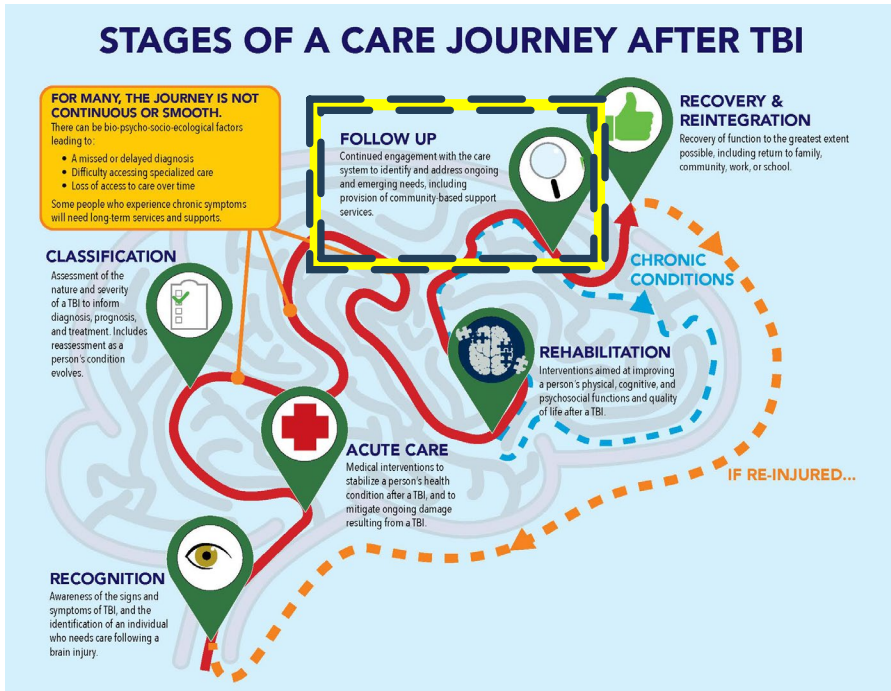 STAGES OF A CARE JOURNEY AFTER TBI
FOR MANY, THE JOURNEY IS NOT
CONTINUOUS OR SMOOTH.
There can be bio-psycho-socio-ecological factors
leading to:
• A missed or delayed diagnosis
• Difficulty accessing specialized care
• Loss of access to care over time
Some people who experience chronic symptoms
will need long-term services and supports.
FOLLOW UP
Continued engagement with the care
system to identify and address ongoing
and emerging needs, including
provision of community-based support
services.
RECOVERY &
REINTEGRATION
Recovery of function to the greatest extent
possible, including return to family,
community, work, or school.
CLASSIFICATION
Assessment of the
nature and severity
of a TBI to inform
diagnosis, prognosis,
and treatment. Includes
reassessment as a
person's condition
evolves.
CHRONIC
CONDITIONS
REHABILITATION
Interventions aimed at improving
a person's physical, cognitive, and
psychosocial functions and quality
of life after a TBI.
ACUTE CARE
Medical interventions to
stabilize a person's health
condition after a TBI, and to
mitigate ongoing damage
resulting from a TBI.
IF RE-INJURED...
RECOGNITION
Awareness of the signs and
symptoms of TBI, and the
identification of an individual
who needs care following a
brain injury.